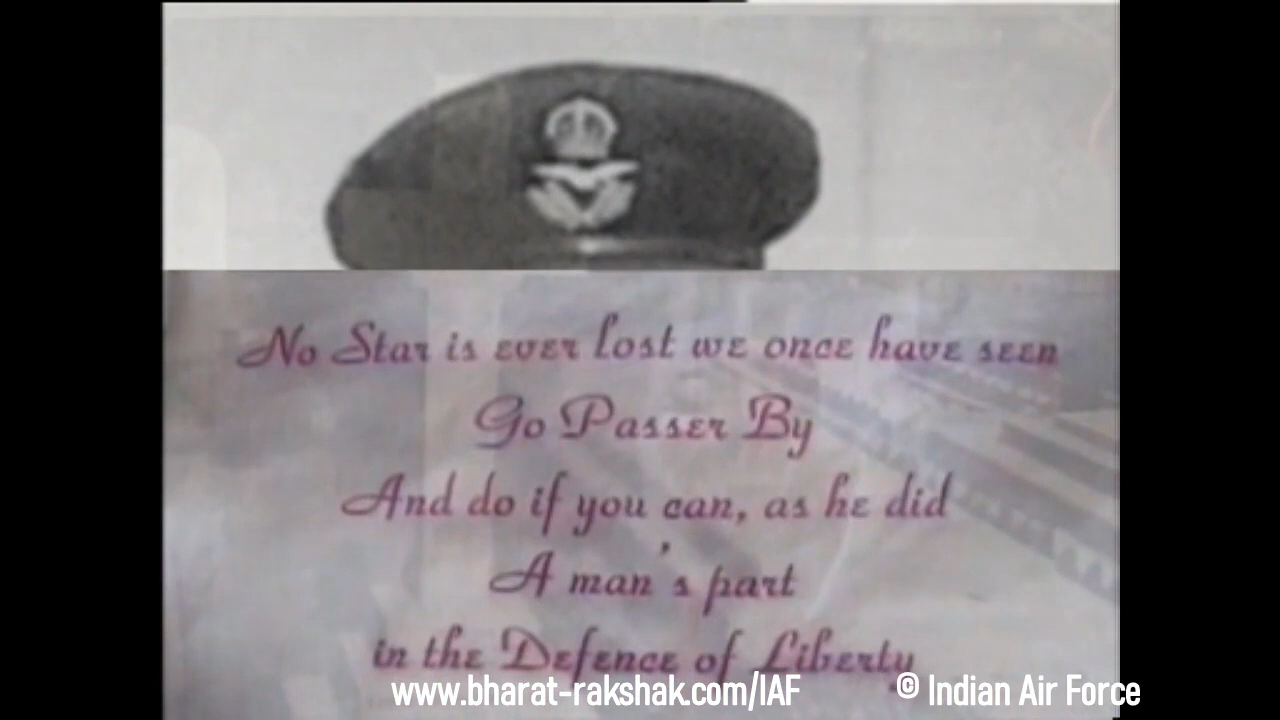 No Star is ever lost we once have seen
Go Passer By
And do if you can, as he did
A man's part
in the Defence of Liberty
www.bharat-rakshak.com/IAF © Indian Air Force